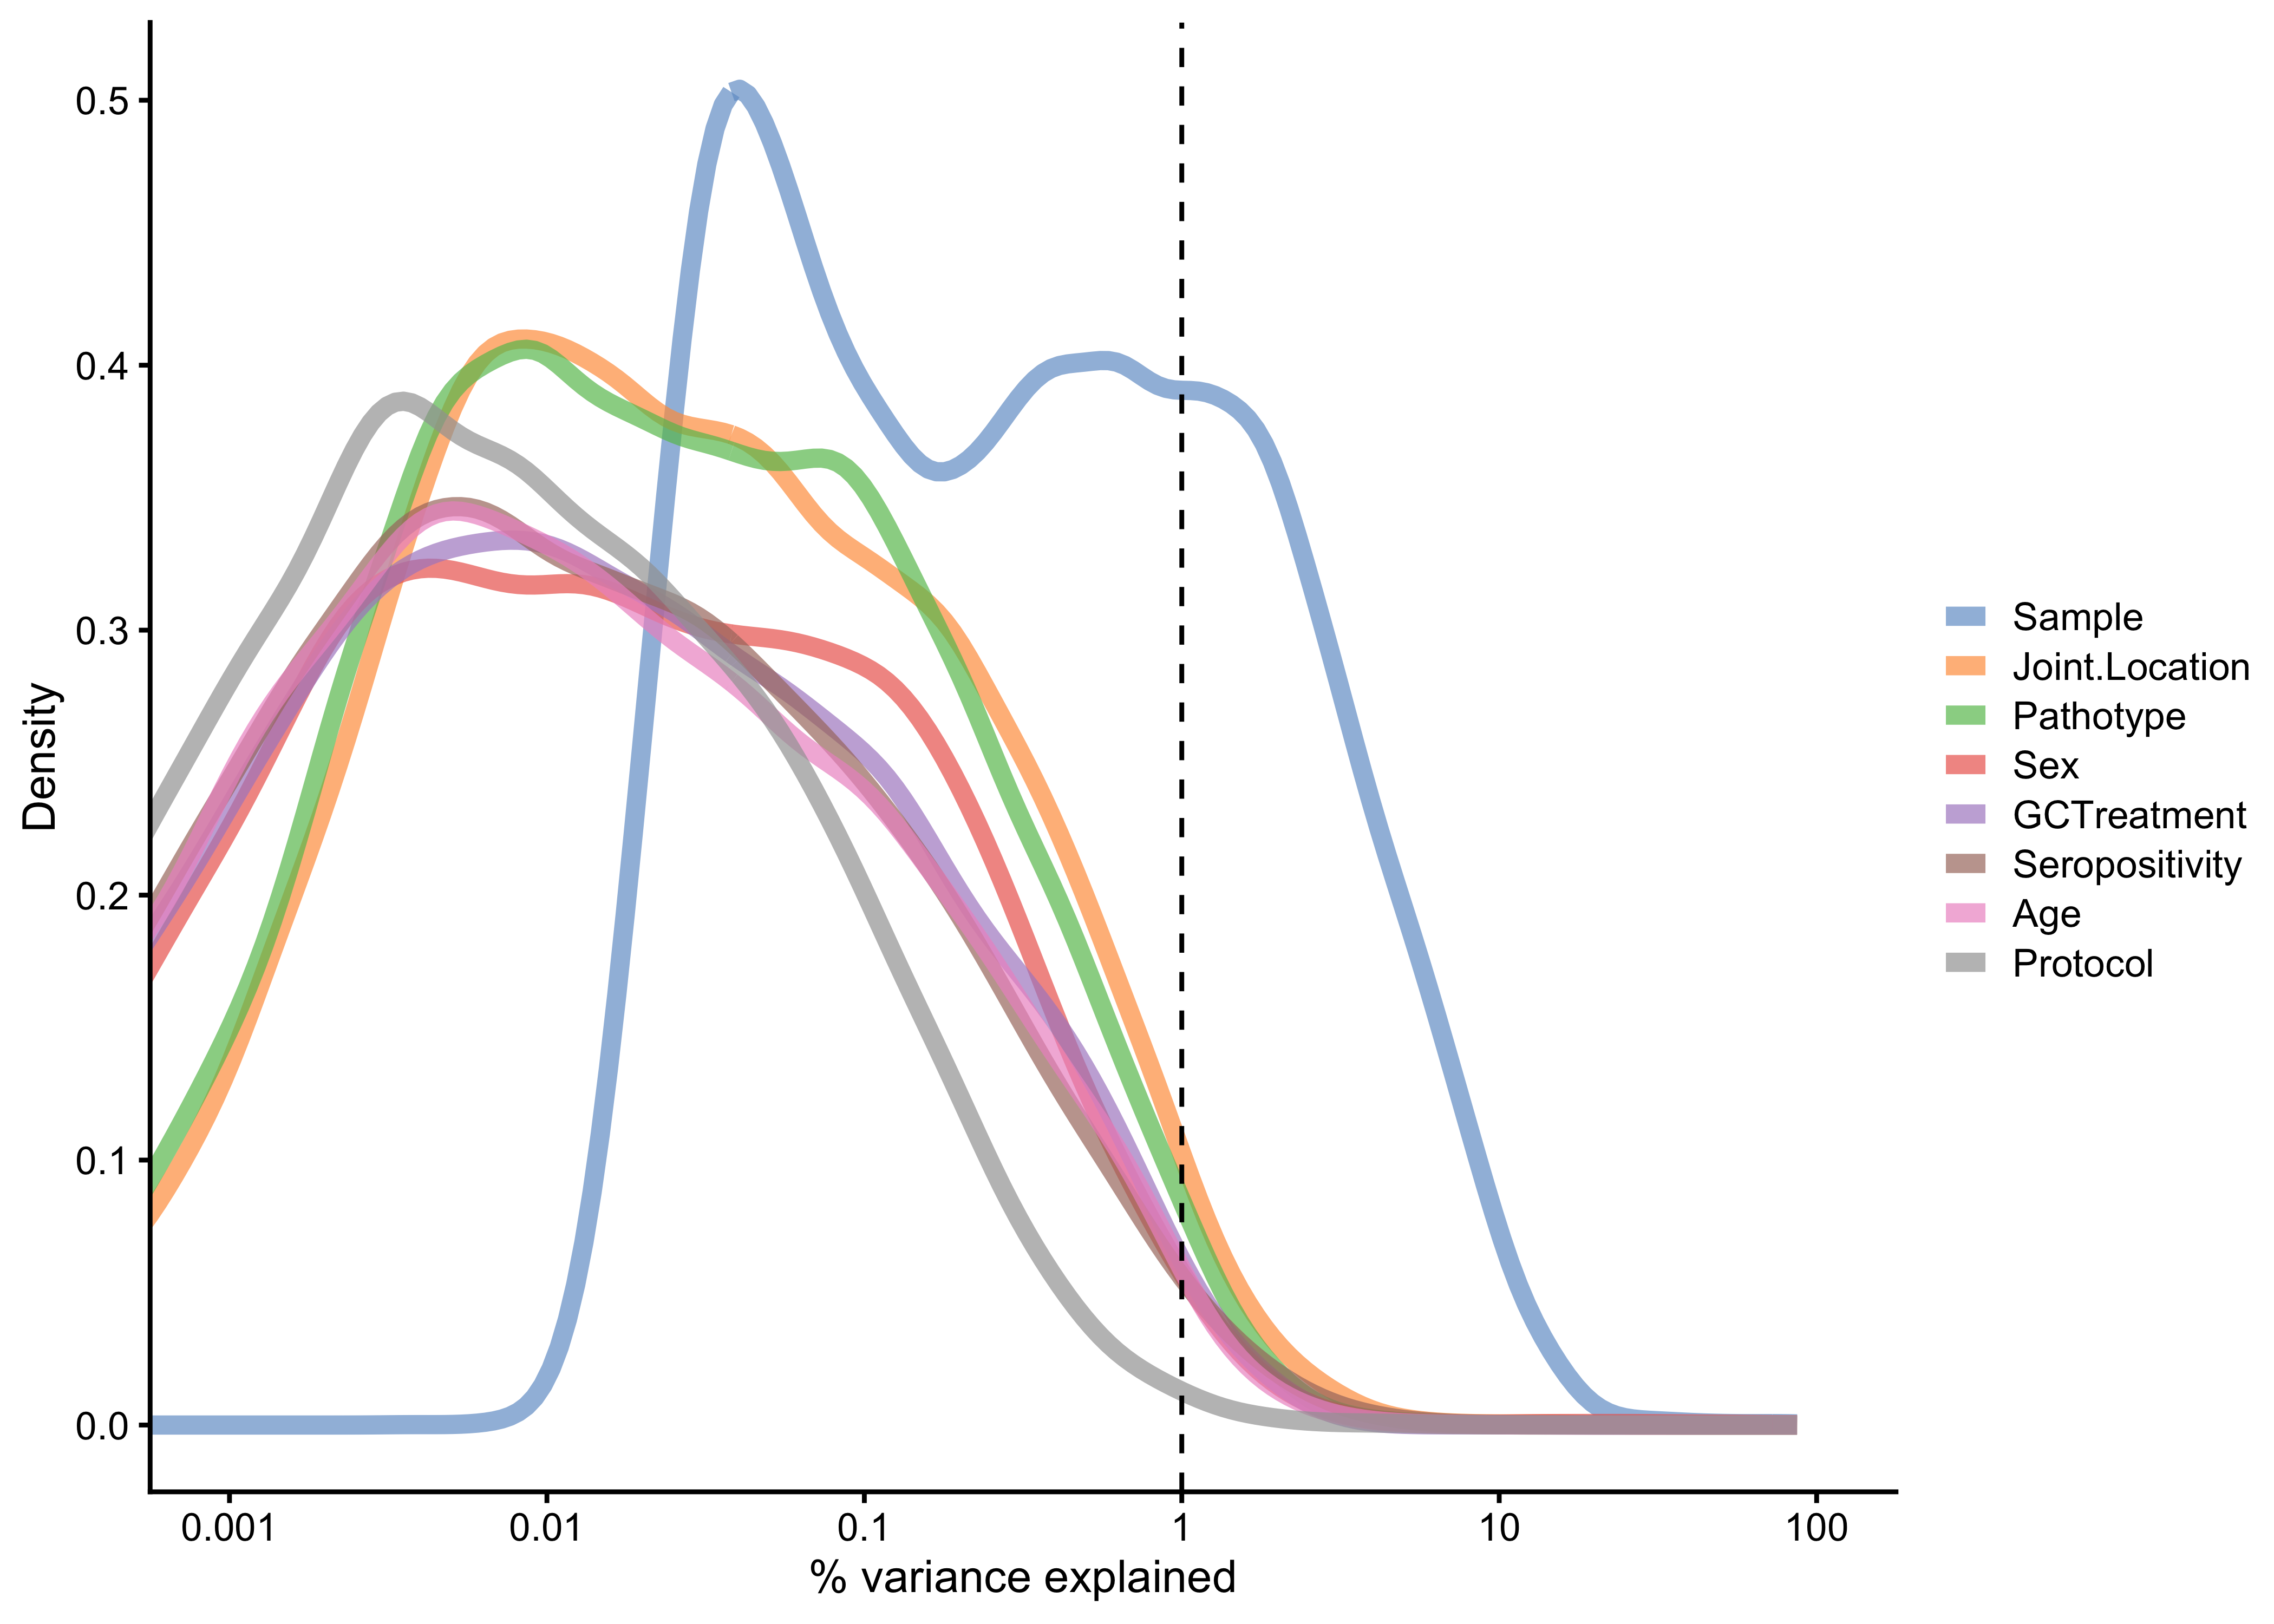 0.5
0.4
0.3
0.2
0.1
0.0
Density
0.001
0.01
0.1
1
10
100
% variance explained
Sample
Joint.Location
Pathotype
Sex
GCTreatment
Seropositivity
Age
Protocol